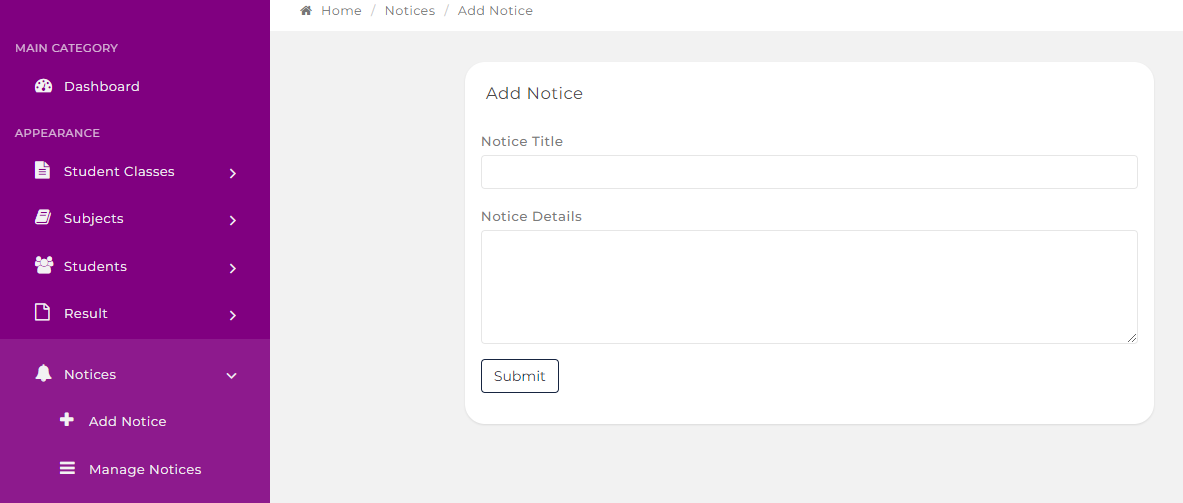 Home / Notices / Add Notice
MAIN CATEGORY
Dashboard
APPEARANCE
Student Classes
Subjects
Students
Result
Notices
Add Notice
Manage Notices
Add Notice
Notice Title
Notice Details
Submit